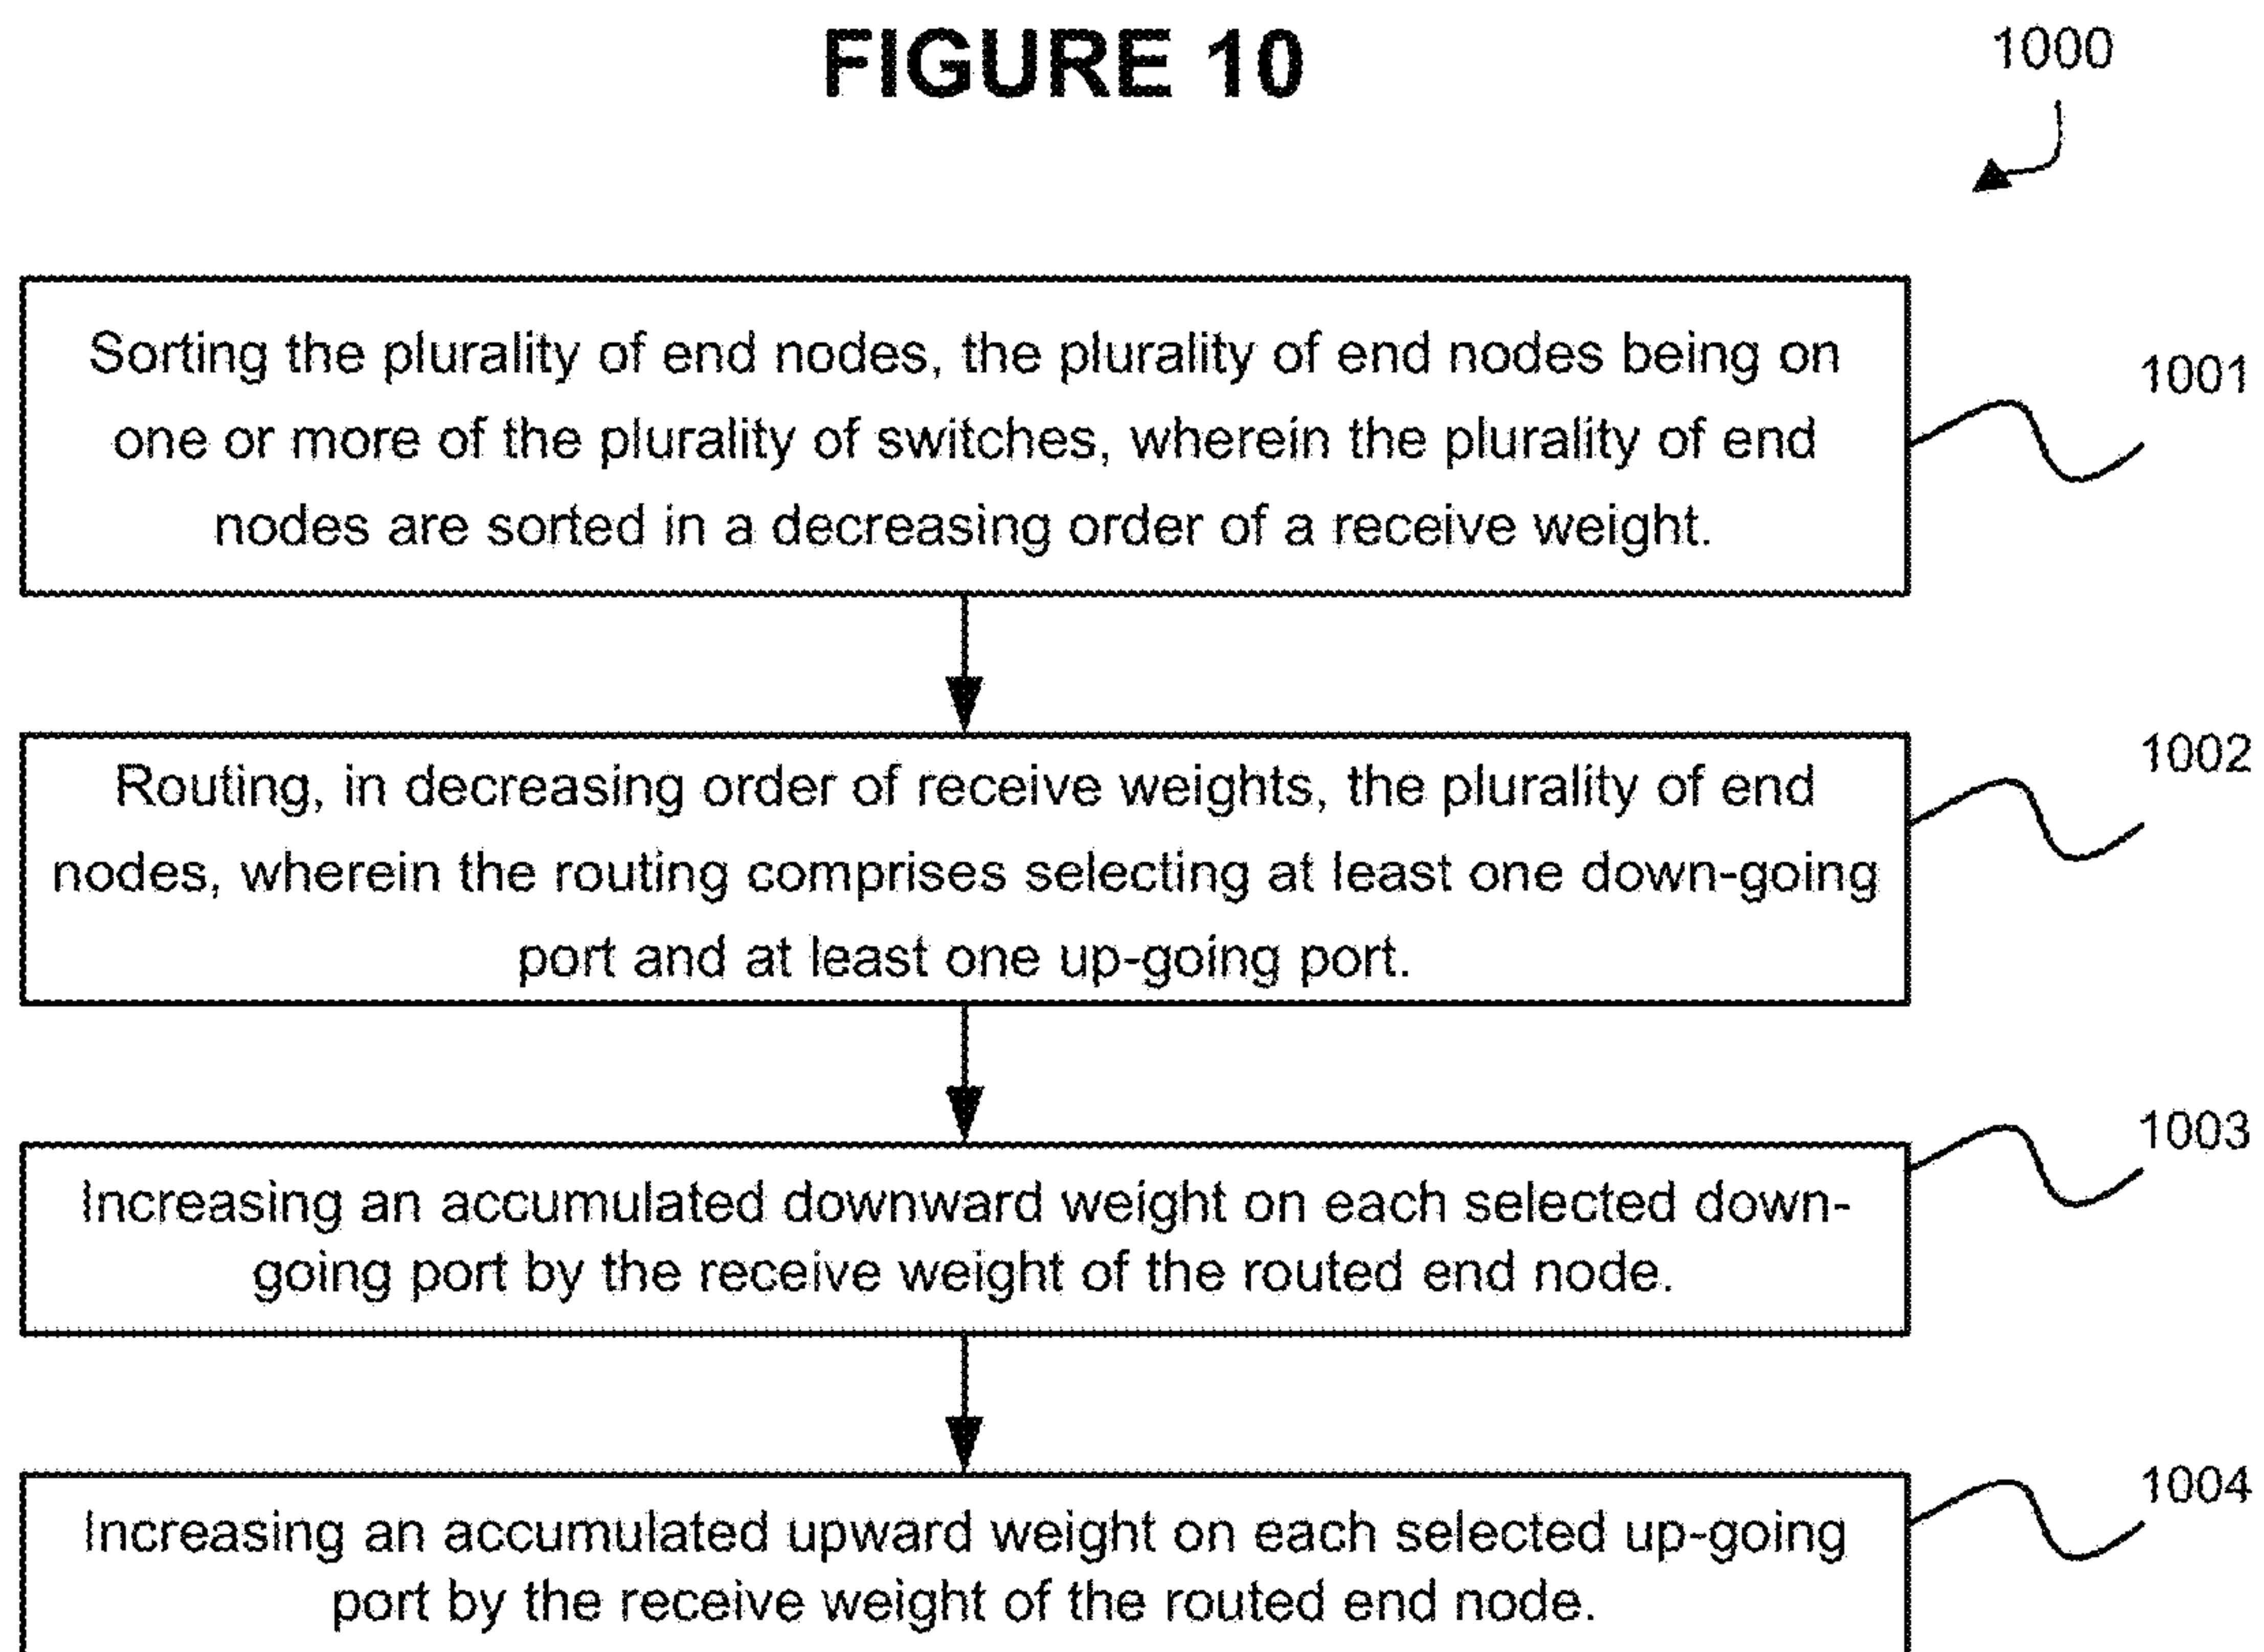 FIGURE 10
1000
Sorting the plurality of end nodes, the plurality of end nodes being on
one or more of the plurality of switches, wherein the plurality of end
nodes are sorted in a decreasing order of a receive weight.
1001
Routing, in decreasing order of receive weights, the plurality of end
nodes, wherein the routing comprises selecting at least one down-going
port and at least one up-going port.
1002
Increasing an accumulated downward weight on each selected down-
going port by the receive weight of the routed end node.
1003
Increasing an accumulated upward weight on each selected up-going
port by the receive weight of the routed end node.
1004